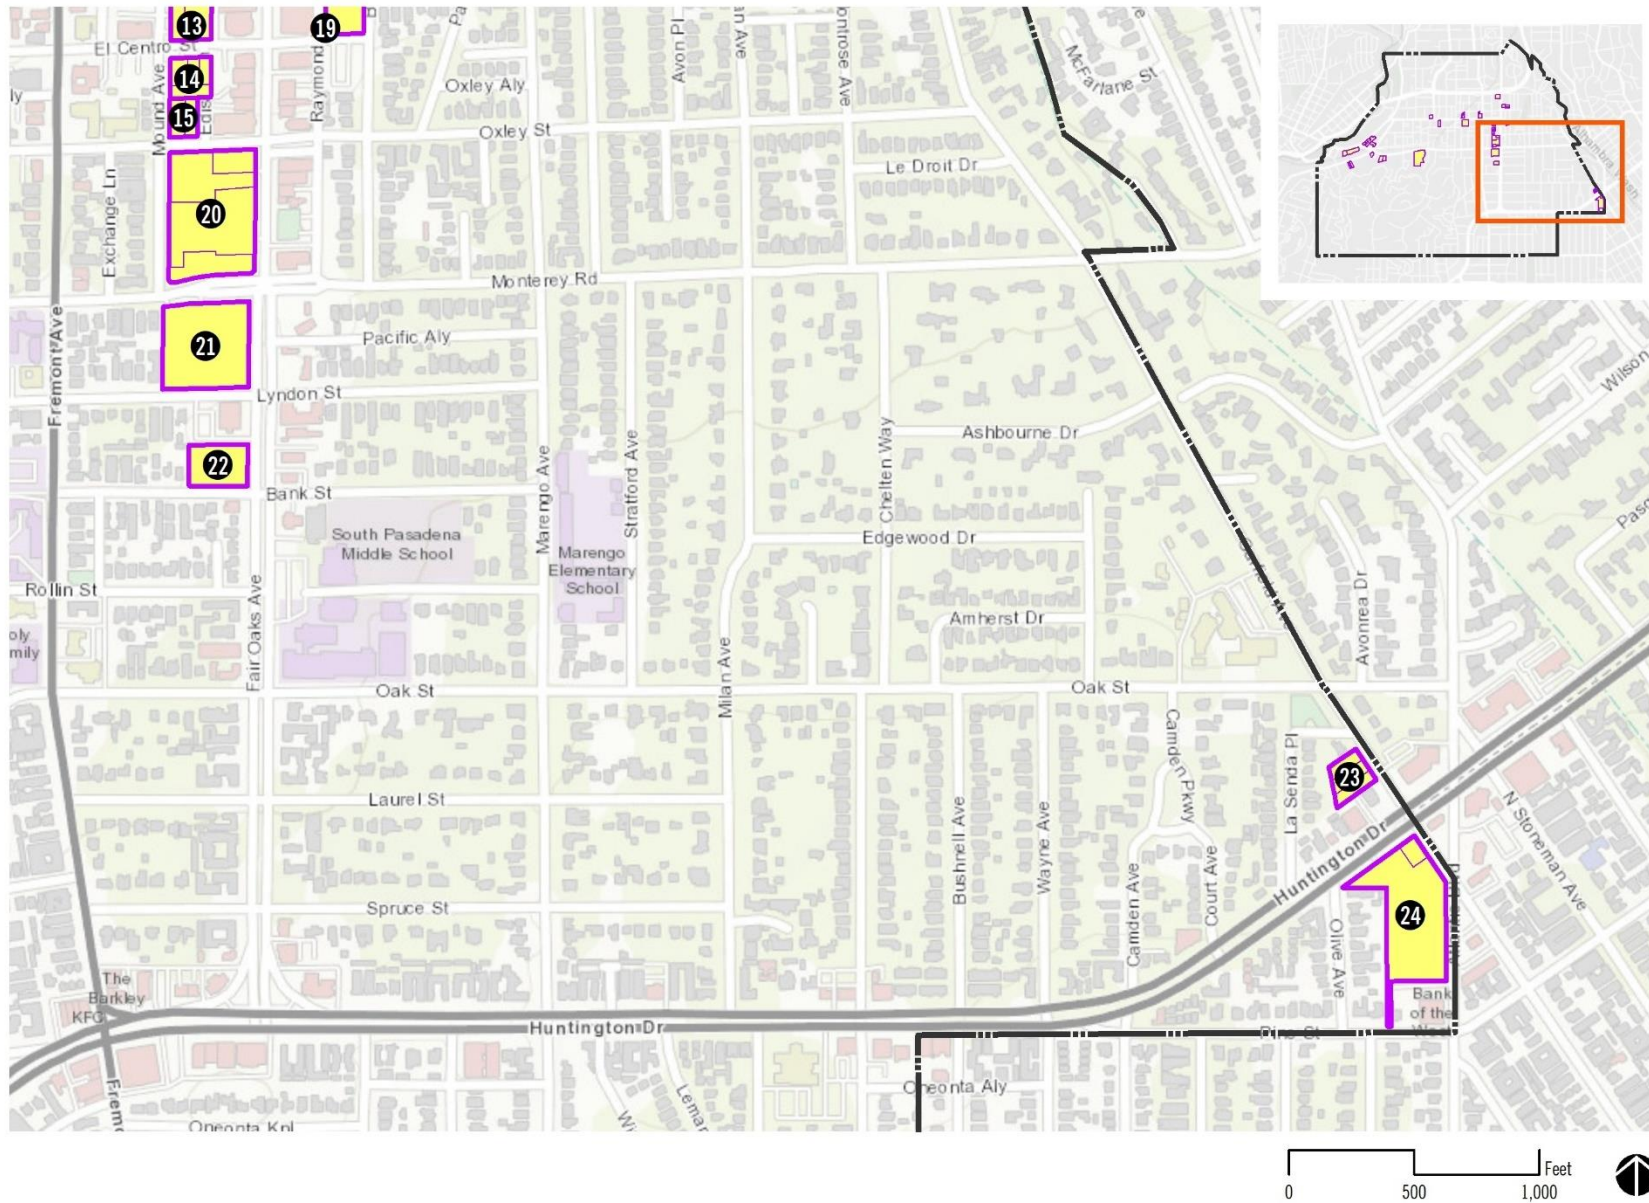 13
19
El Centro St
14
15
Mound Ave
Raymond
Avon Pl
McFarlane St
Oxley Aly
Oxley St
Le Droit Dr
Exchange Ln
20
Monterey Rd
Fremont Ave
21
Pacific Aly
Lyndon St
Ashbourne Dr
Chelten Way
Marengo Ave
Stratford Ave
22
Bank St
South Pasadena
Middle School
Marengo
Elementary
School
Edgewood Dr
Wilson
Rollin St
Fair Oaks Ave
Amherst Dr
Avonrea Dr
Milan Ave
Oak St
Oak St
Camden Pkwy
La Senda Pl
23
Laurel St
Huntington Dr
N Stoneman Ave
Bushnell Ave
Wayne Ave
Camden Ave
Court Ave
Olive Ave
24
Spruce St
The
Barkley
KFC
Huntington Dr
Bank
of the
West
Pine St
Oneonta Aly
Oneonta Knl
Feet
0
500
1,000